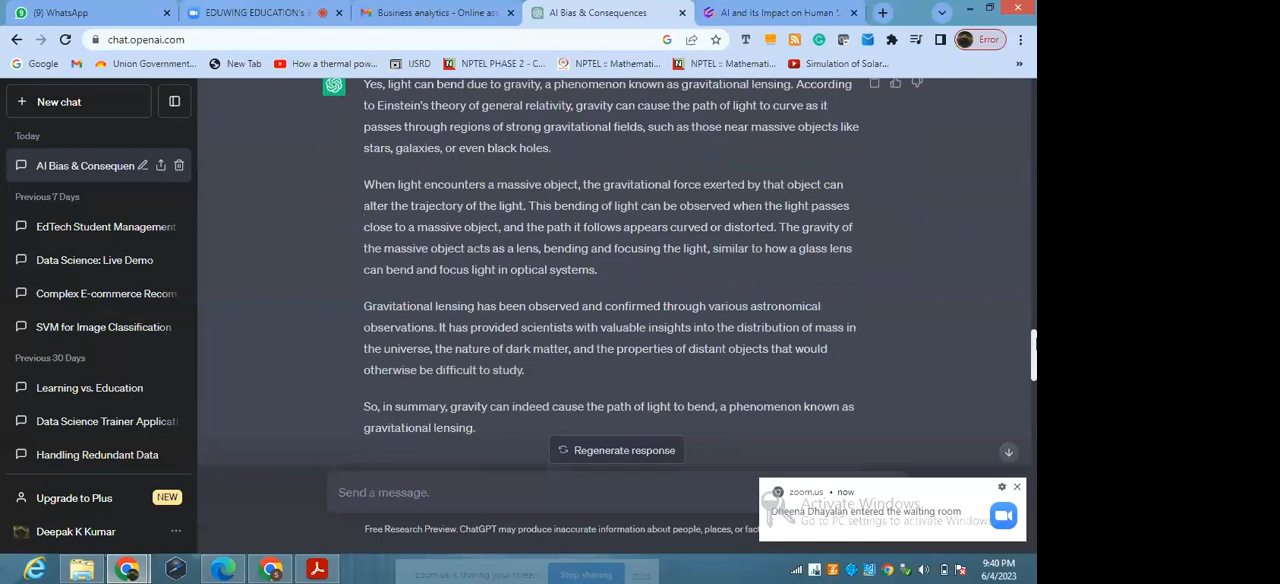 (9) WhatsApp
EDUWING EDUCATION's
Business analytics - Online ass
AI Bias & Consequences
AI and its Impact on Human
chat.openai.com
Error
Google
Union Government...
New Tab
How a thermal pow...
IJSRD
NPTEL PHASE 2 - C...
NPTEL :: Mathemati...
NPTEL :: Mathemati...
Simulation of Solar...
New chat
Today
AI Bias & Consequen
Previous 7 Days
EdTech Student Management
Data Science: Live Demo
Complex E-commerce Recom
SVM for Image Classification
Previous 30 Days
Learning vs. Education
Data Science Trainer Applicati
Handling Redundant Data
Upgrade to Plus
NEW
Deepak K Kumar
Yes, light can bend due to gravity, a phenomenon known as gravitational lensing. According
to Einstein's theory of general relativity, gravity can cause the path of light to curve as it
passes through regions of strong gravitational fields, such as those near massive objects like
stars, galaxies, or even black holes.
When light encounters a massive object, the gravitational force exerted by that object can
alter the trajectory of the light. This bending of light can be observed when the light passes
close to a massive object, and the path it follows appears curved or distorted. The gravity of
the massive object acts as a lens, bending and focusing the light, similar to how a glass lens
can bend and focus light in optical systems.
Gravitational lensing has been observed and confirmed through various astronomical
observations. It has provided scientists with valuable insights into the distribution of mass in
the universe, the nature of dark matter, and the properties of distant objects that would
otherwise be difficult to study.
So, in summary, gravity can indeed cause the path of light to bend, a phenomenon known as
gravitational lensing.
Regenerate response
Send a message.
Free Research Preview. ChatGPT may produce inaccurate information about people, places, or fac
zoom.us • now
Dheena Dhayalan entered the waiting room
Activate Windows
Go to PC settings to activate Windows.
zoom.us is sharing your screen.
Stop sharing
9:40 PM
6/4/2023